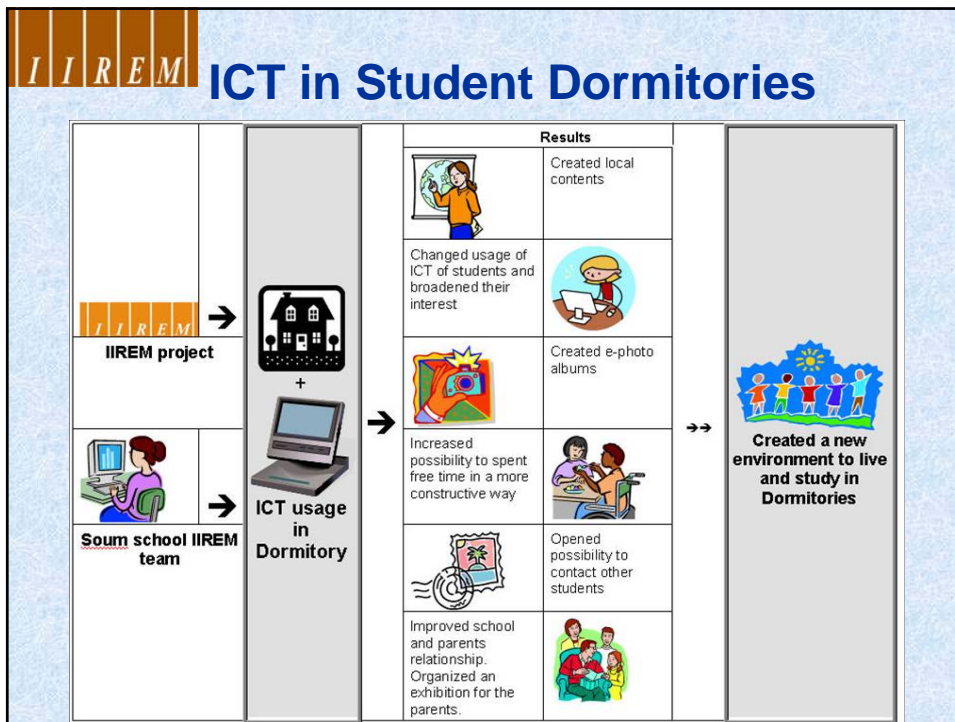 IIREM
ICT in Student Dormitories
IIREM
IIREM project
Soum school IIREM
team
+
ICT usage
in
Dormitory
Results
Created local
contents
Changed usage of
ICT of students and
broadened their
interest
Created e-photo
albums
Increased
possibility to spent
free time in a more
constructive way
Opened
possibility to
contact other
students
Improved school
and parents
relationship.
Organized an
exhibition for the
parents.
Created a new
environment to live
and study in
Dormitories